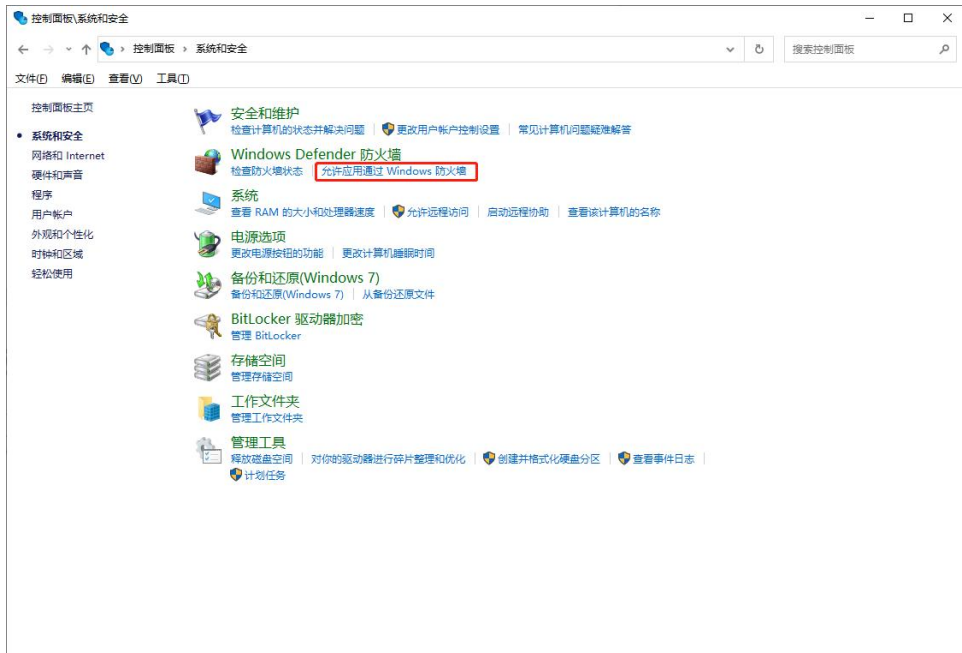 控制面板\系统和安全
控制面板 › 系统和安全
搜索控制面板
文件(F) 编辑(E) 查看(V) 工具(T)
控制面板主页
系统和安全
网络和 Internet
硬件和声音
程序
用户帐户
外观和个性化
时钟和区域
轻松使用
安全和维护
检查计算机的状态并解决问题 更改用户帐户控制设置 常见计算机问题疑难解答
Windows Defender 防火墙
检查防火墙状态 允许应用通过 Windows 防火墙
系统
查看 RAM 的大小和处理器速度 允许远程访问 启动远程协助 查看该计算机的名称
电源选项
更改电源按钮的功能 更改计算机睡眠时间
备份和还原(Windows 7)
备份和还原(Windows 7) 从备份还原文件
BitLocker 驱动器加密
管理 BitLocker
存储空间
管理存储空间
工作文件夹
管理工作文件夹
管理工具
释放磁盘空间 对你的驱动器进行碎片整理和优化 创建并格式化硬盘分区 查看事件日志
计划任务